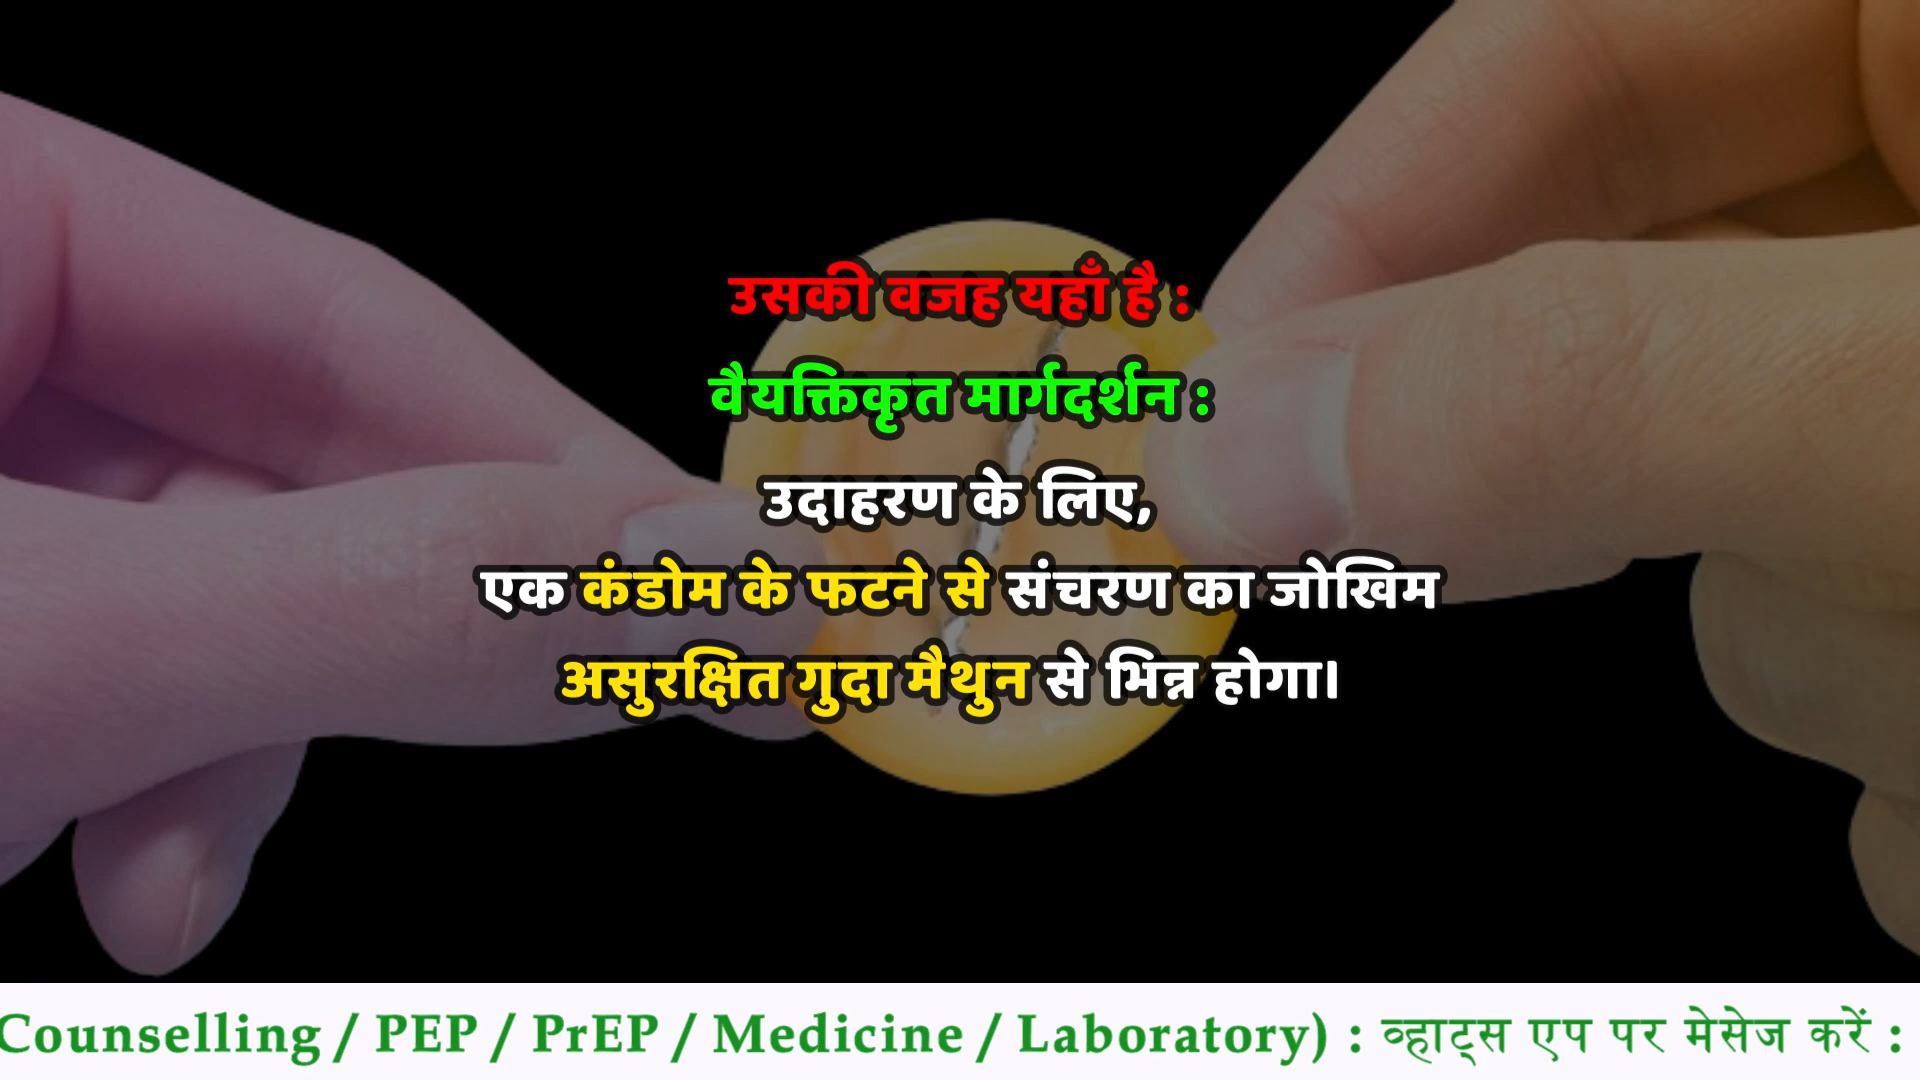 उसकी वजह यहाँ है :
वैयक्तिकृत मार्गदर्शन :
उदाहरण के लिए,
एक कंडोम के फटने से संचरण का जोखिम
असुरक्षित गुदा मैथुन से भिन्न होगा।
Counselling / PEP / PrEP / Medicine / Laboratory) : व्हाट्स एप पर मेसेज करें :